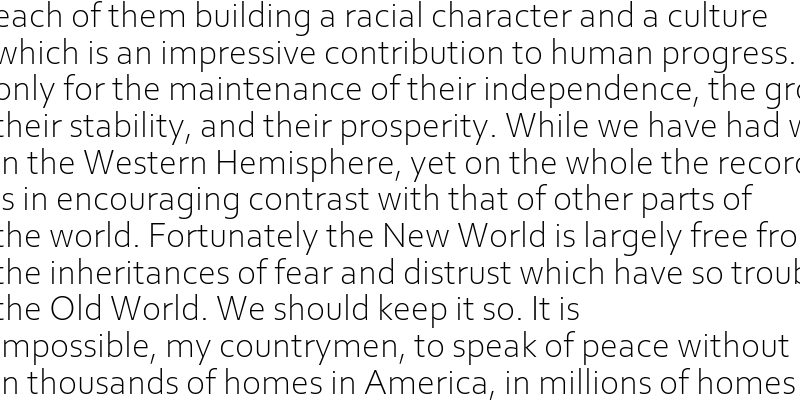 each of them building a racial character and a culture
which is an impressive contribution to human progress.
only for the maintenance of their independence, the
their stability, and their prosperity. While we have had
in the Western Hemisphere, yet on the whole the record
is in encouraging contrast with that of other parts of
the world. Fortunately the New World is largely free
the inheritances of fear and distrust which have so
the Old World. We should keep it so. It is
impossible, my countrymen, to speak of peace without
in thousands of homes in America, in millions of homes